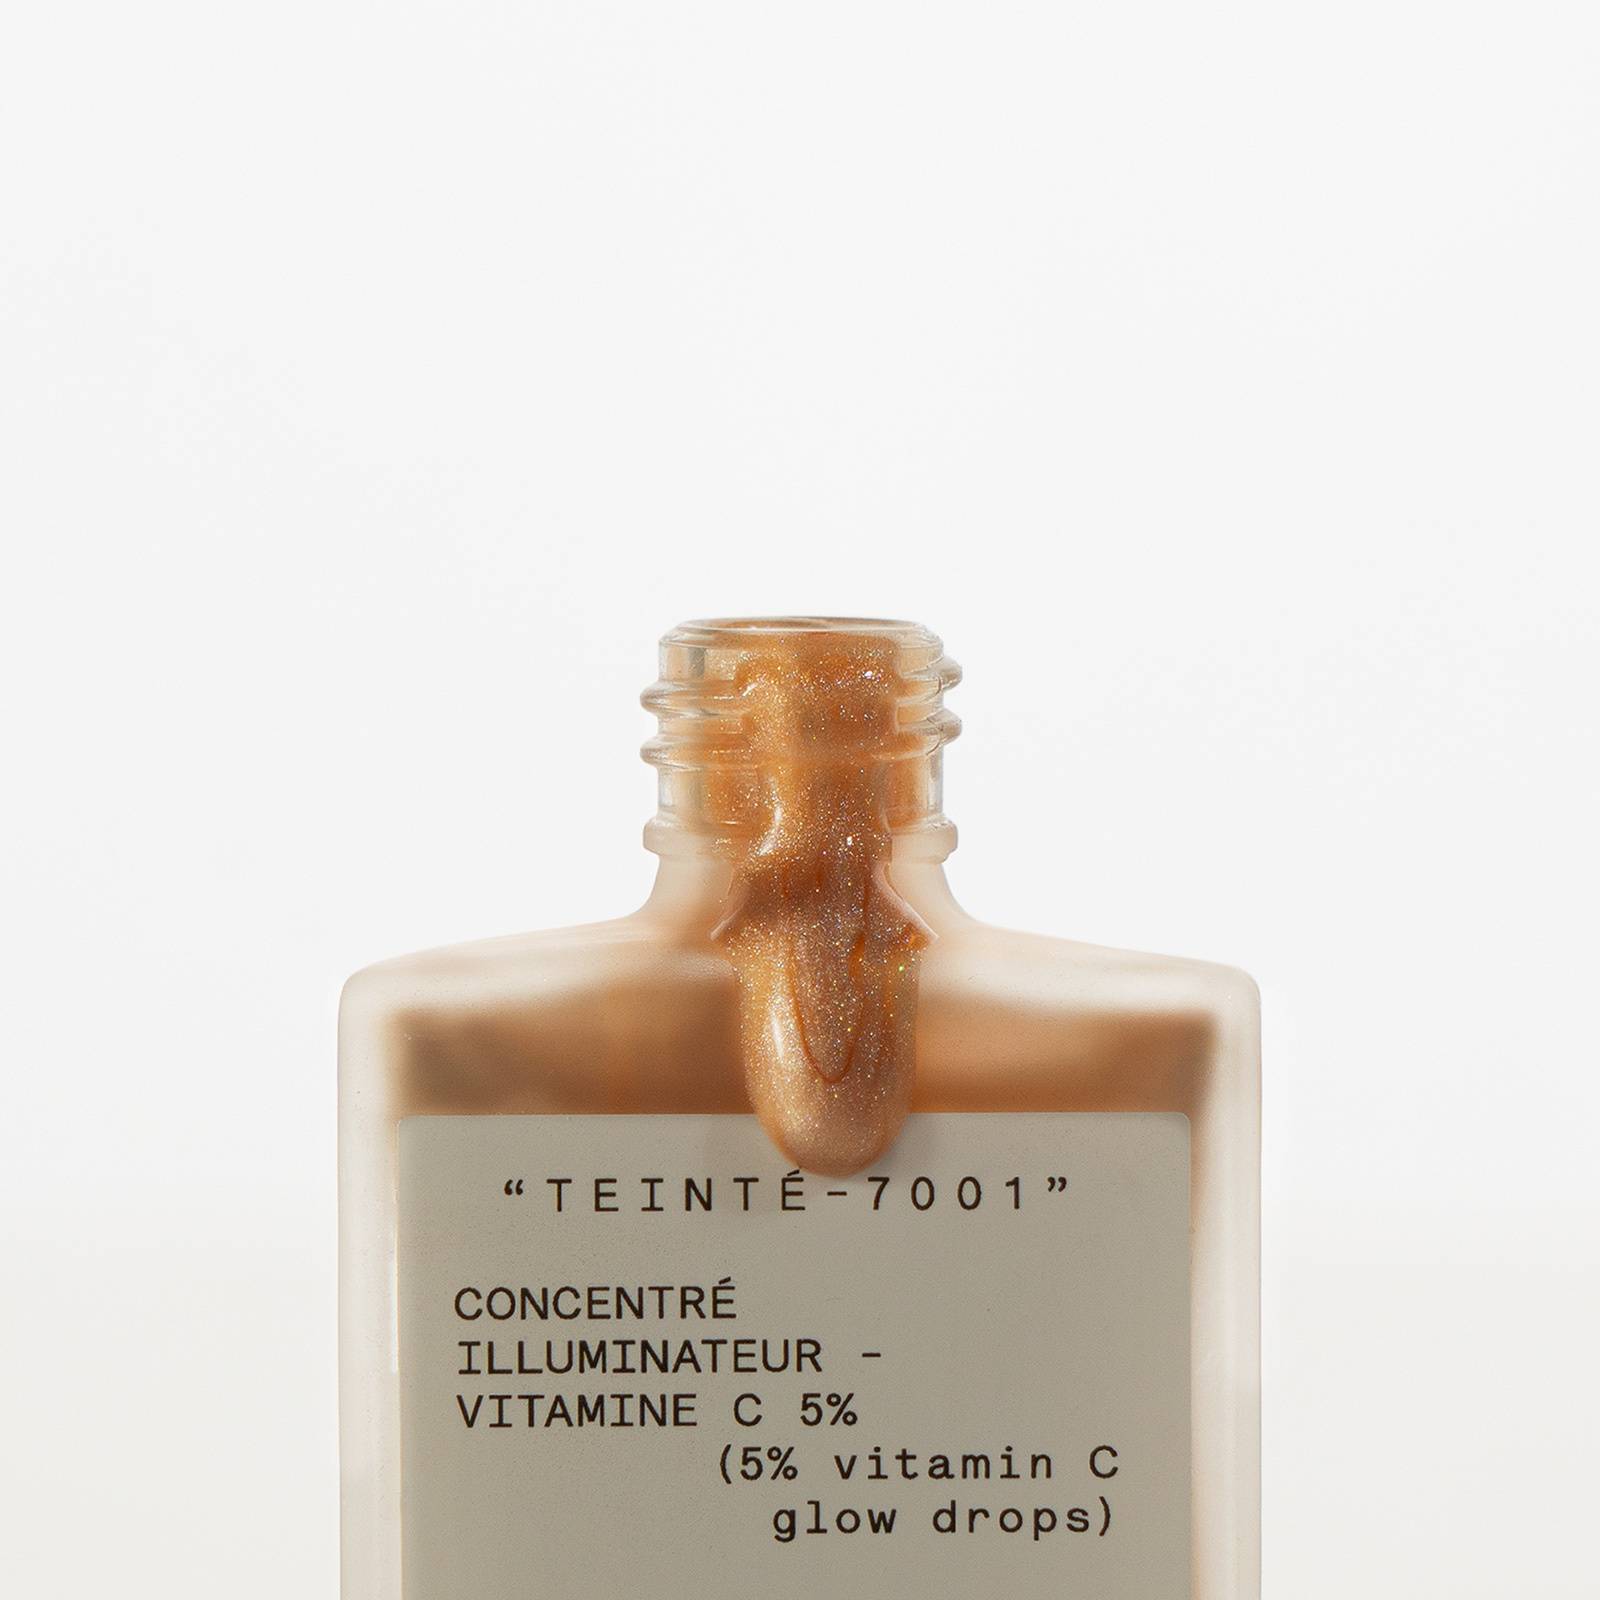 “TEINTÉ-7001”
CONCENTRÉ
ILLUMINATEUR -
VITAMINE C 5%
(5% vitamin C
glow drops)